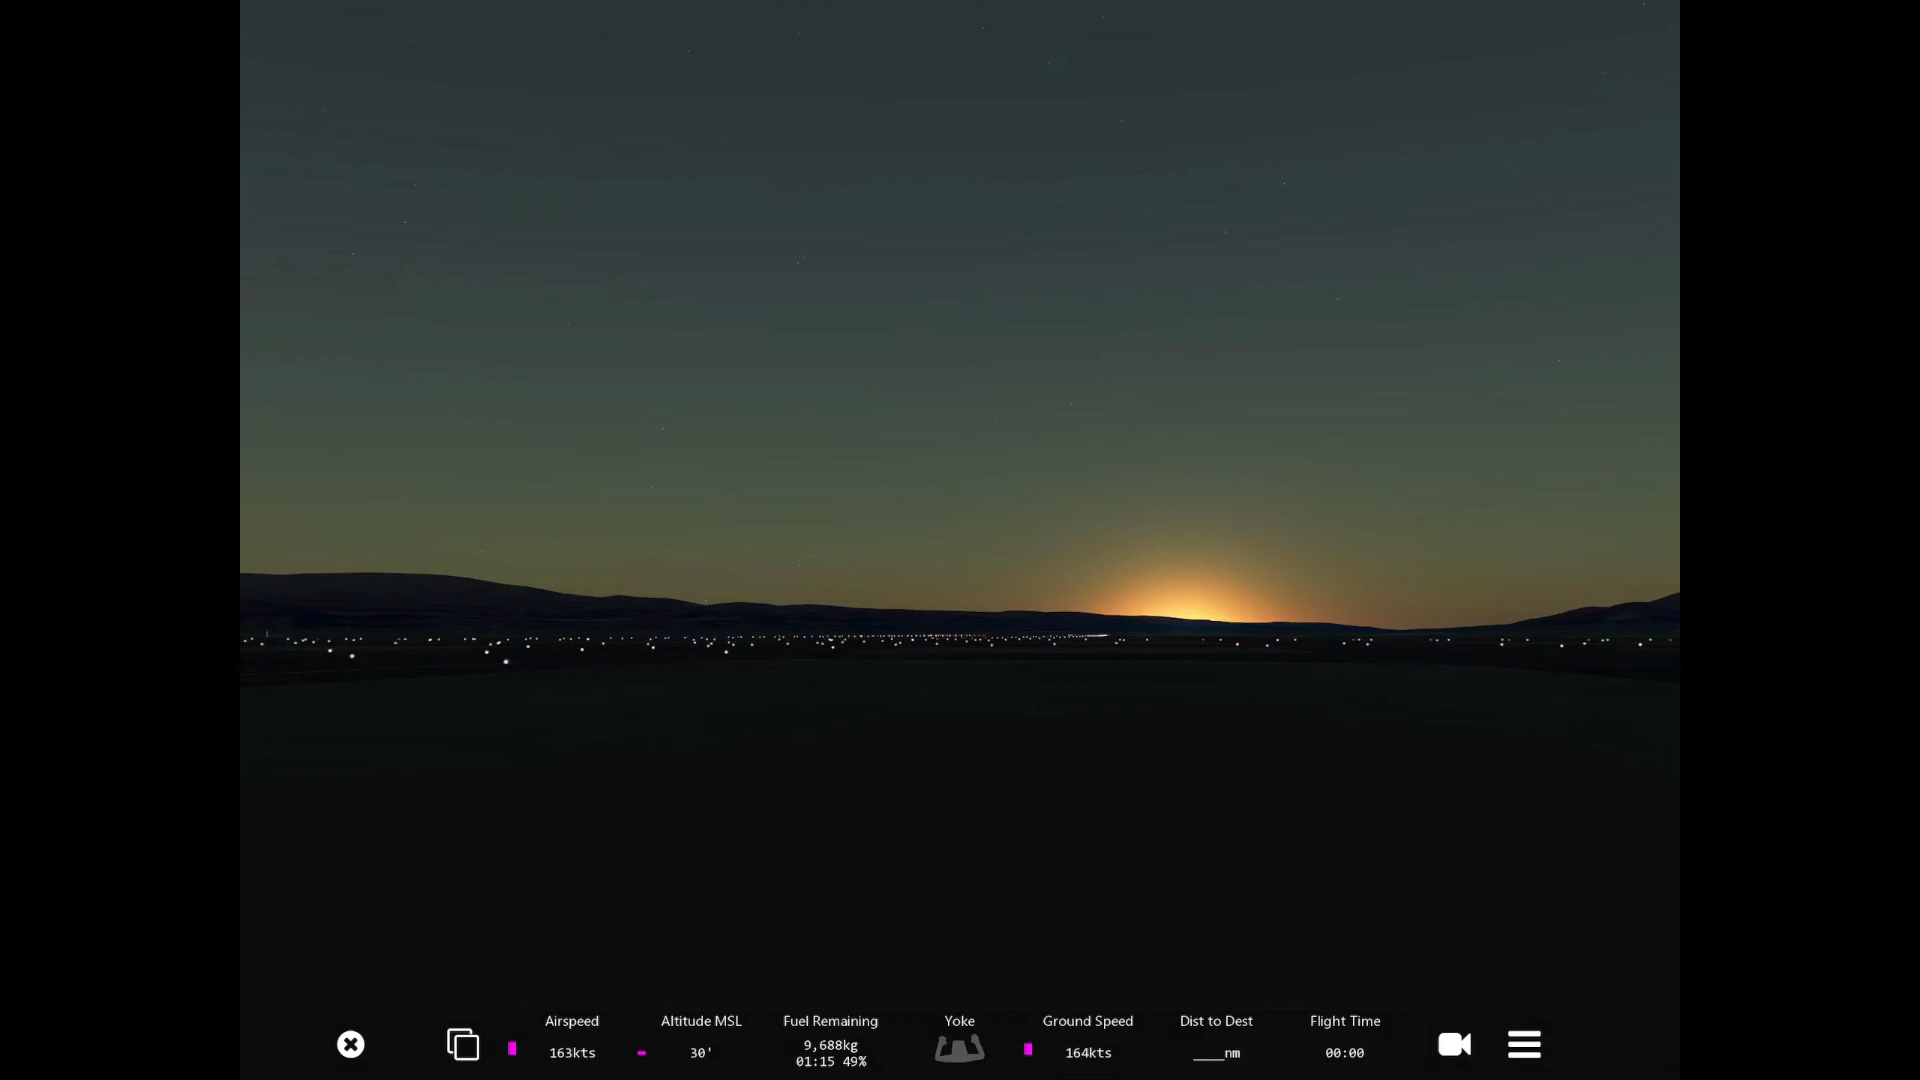 Airspeed
163kts
Altitude MSL
30'
Fuel Remaining
9,688kg
01:15 49%
Yoke
Ground Speed
164kts
Dist to Dest
____nm
Flight Time
00:00